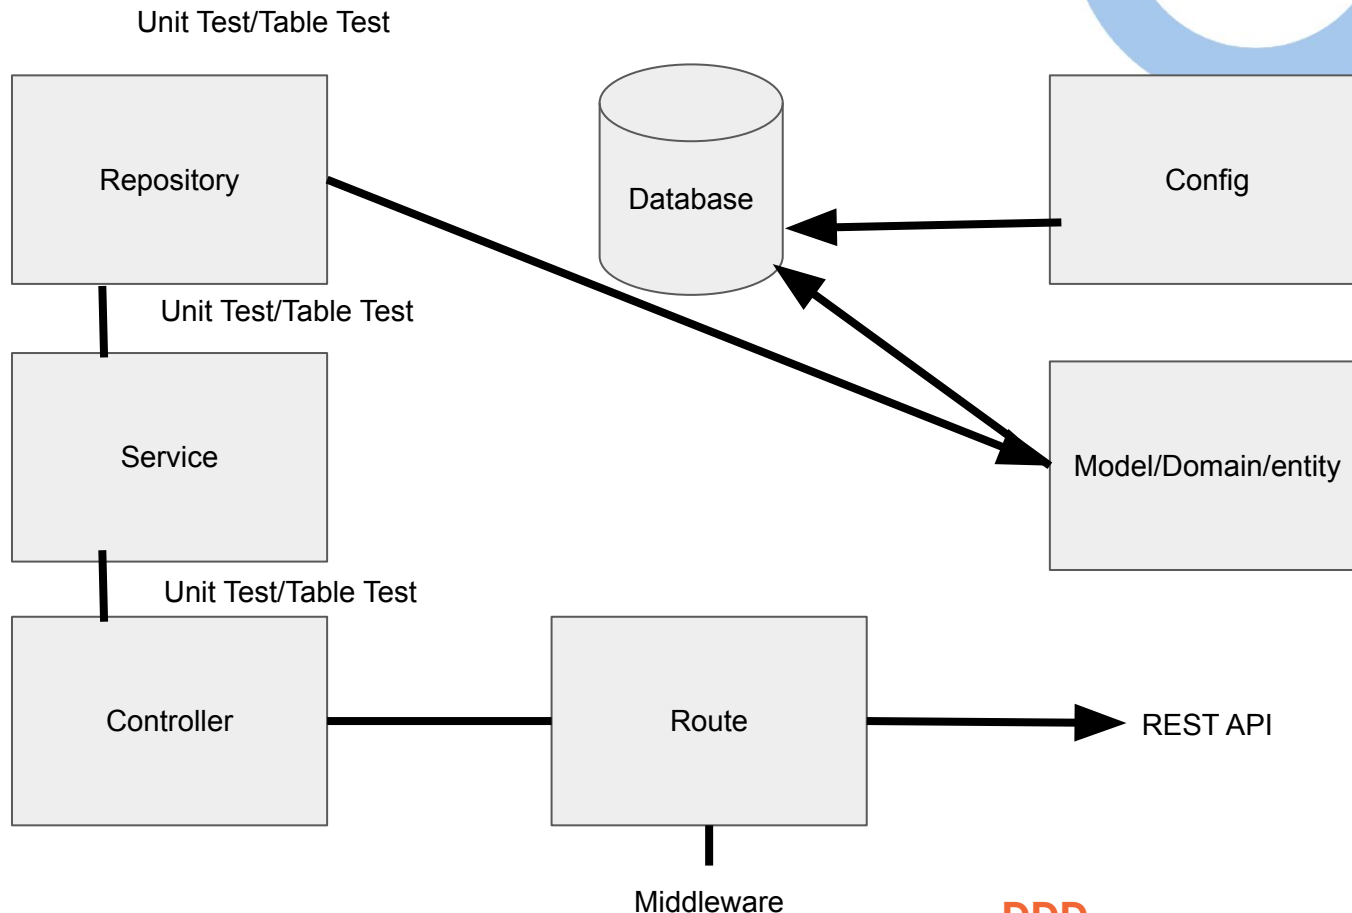 Unit Test/Table Test
Repository
Database
Config
Unit Test/Table Test
Service
Model/Domain/entity
Unit Test/Table Test
Controller
Route
REST API
Middleware
DDD